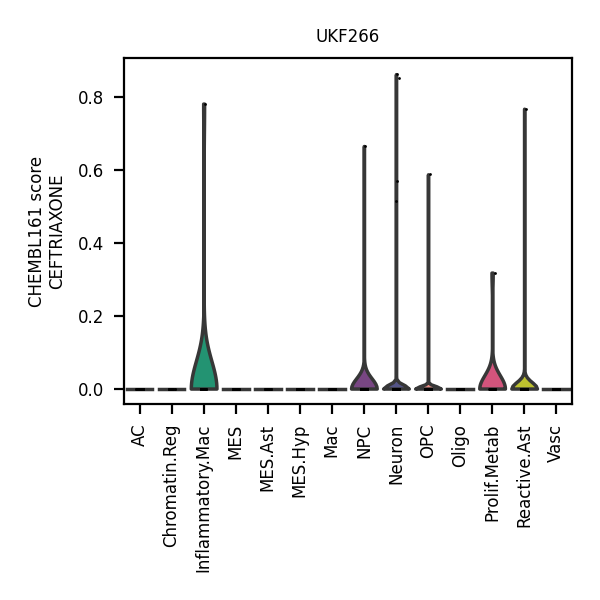 UKF266
CHEMBL161 score
CEFTRIAXONE
0.8
0.6
0.4
0.2
0.0
AC
Chromatin.Reg
Inflammatory.Mac
MES
MES.Ast
MES.Hyp
Mac
NPC
Neuron
OPC
Oligo
Prolif.Metab
Reactive.Ast
Vasc